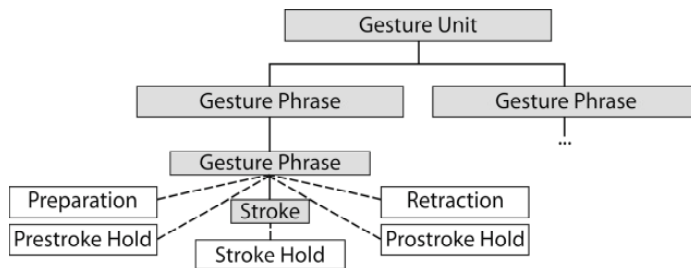 Gesture Unit
Gesture Phrase
Gesture Phrase
...
Gesture Phrase
Preparation
Retraction
Stroke
Prestroke Hold
Prostroke Hold
Stroke Hold